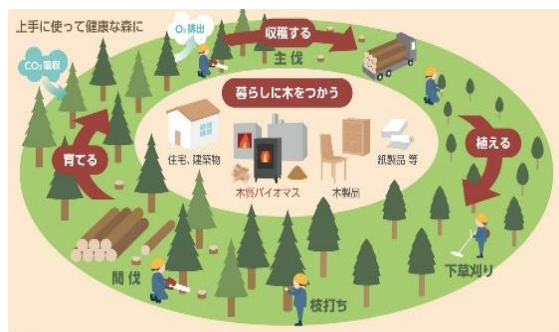 上手に使って健康な森に
O₂排出
収穫する
主伐
CO₂吸収
暮らしに木をつかう
植える
育てる
住宅、建築物
木質バイオマス
木製品
紙製品 等
下草刈り
間伐
枝打ち